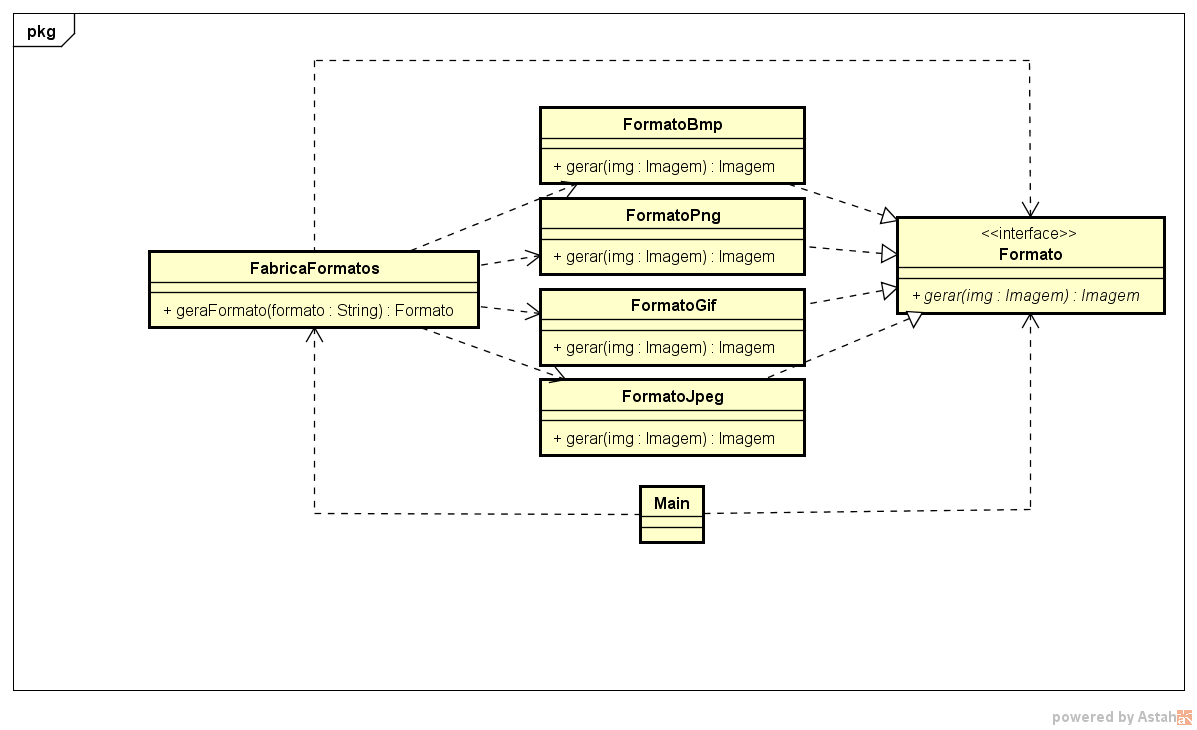 pkg
FormatoBmp
+ gerar(img : Imagem) : Imagem
FormatoPng
+ gerar(img : Imagem) : Imagem
<<interface>>
Formato
+ gerar(img : Imagem) : Imagem
FabricaFormatos
+ geraFormato(formato : String) : Formato
FormatoGif
+ gerar(img : Imagem) : Imagem
FormatoJpeg
+ gerar(img : Imagem) : Imagem
Main
powered by Astah